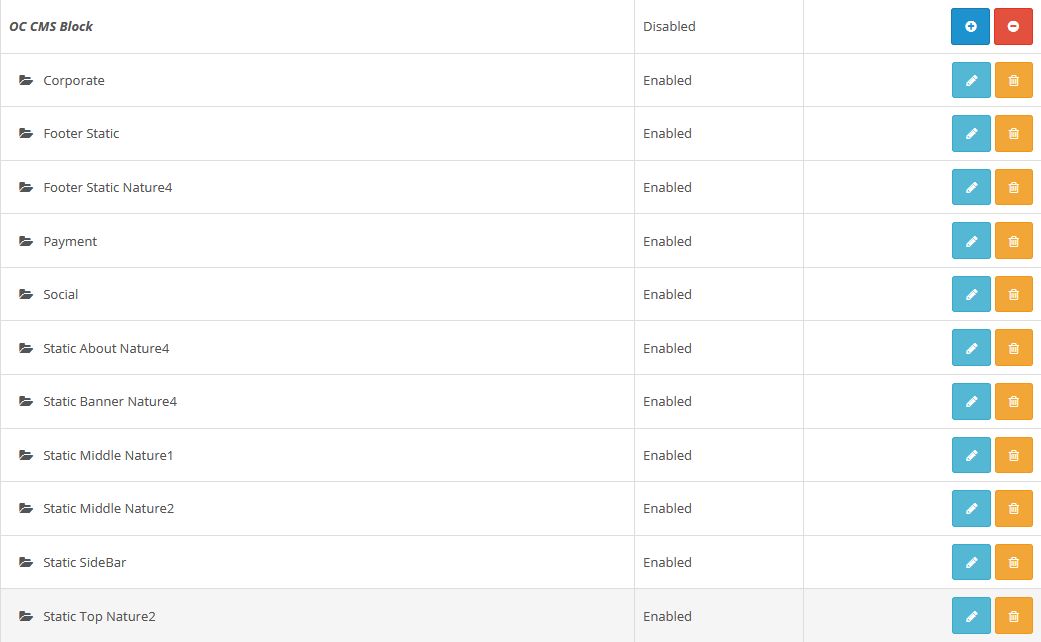 OC CMS Block Disabled
Corporate Enabled
Footer Static Enabled
Footer Static Nature4 Enabled
Payment Enabled
Social Enabled
Static About Nature4 Enabled
Static Banner Nature4 Enabled
Static Middle Nature1 Enabled
Static Middle Nature2 Enabled
Static SideBar Enabled
Static Top Nature2 Enabled